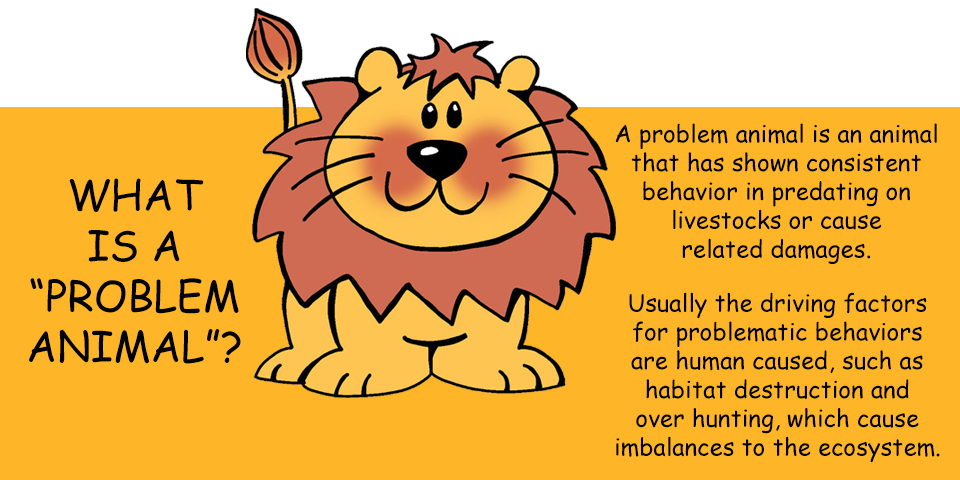 WHAT
IS A
“PROBLEM
ANIMAL”?
A problem animal is an animal
that has shown consistent
behavior in predating on
livestocks or cause
related damages.
Usually the driving factors
for problematic behaviors
are human caused, such as
habitat destruction and
over hunting, which cause
imbalances to the ecosystem.